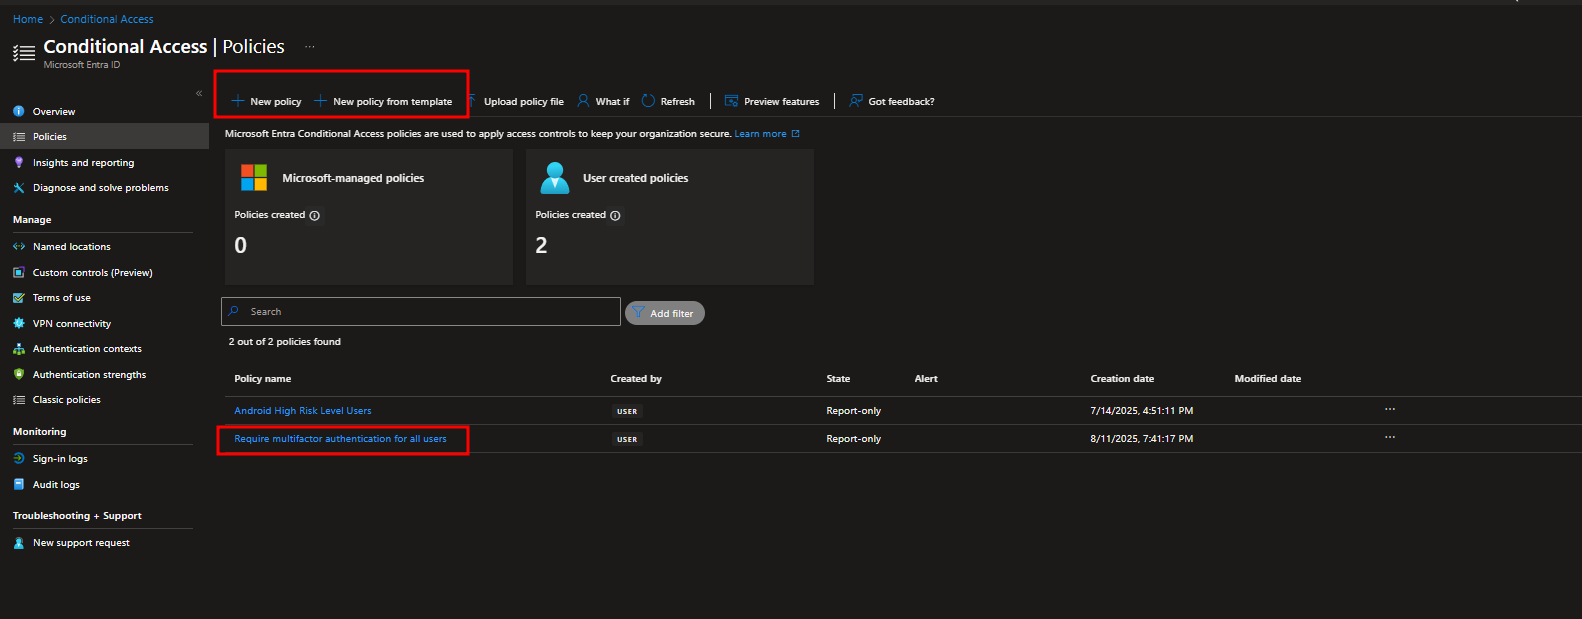 Home > Conditional Access
Conditional Access | Policies ...
Microsoft Entra ID
«
Overview
Policies
Insights and reporting
Diagnose and solve problems
Manage
Named locations
Custom controls (Preview)
Terms of use
VPN connectivity
Authentication contexts
Authentication strengths
Classic policies
Monitoring
Sign-in logs
Audit logs
Troubleshooting + Support
New support request
+ New policy + New policy from template Upload policy file What if Refresh | Preview features | Got feedback?
Microsoft Entra Conditional Access policies are used to apply access controls to keep your organization secure. Learn more
Microsoft-managed policies
Policies created
0
User created policies
Policies created
2
Search
Add filter
2 out of 2 policies found
Policy name Created by State Alert Creation date Modified date
Android High Risk Level Users USER Report-only 7/14/2025, 4:51:11 PM ...
Require multifactor authentication for all users USER Report-only 8/11/2025, 7:41:17 PM ...